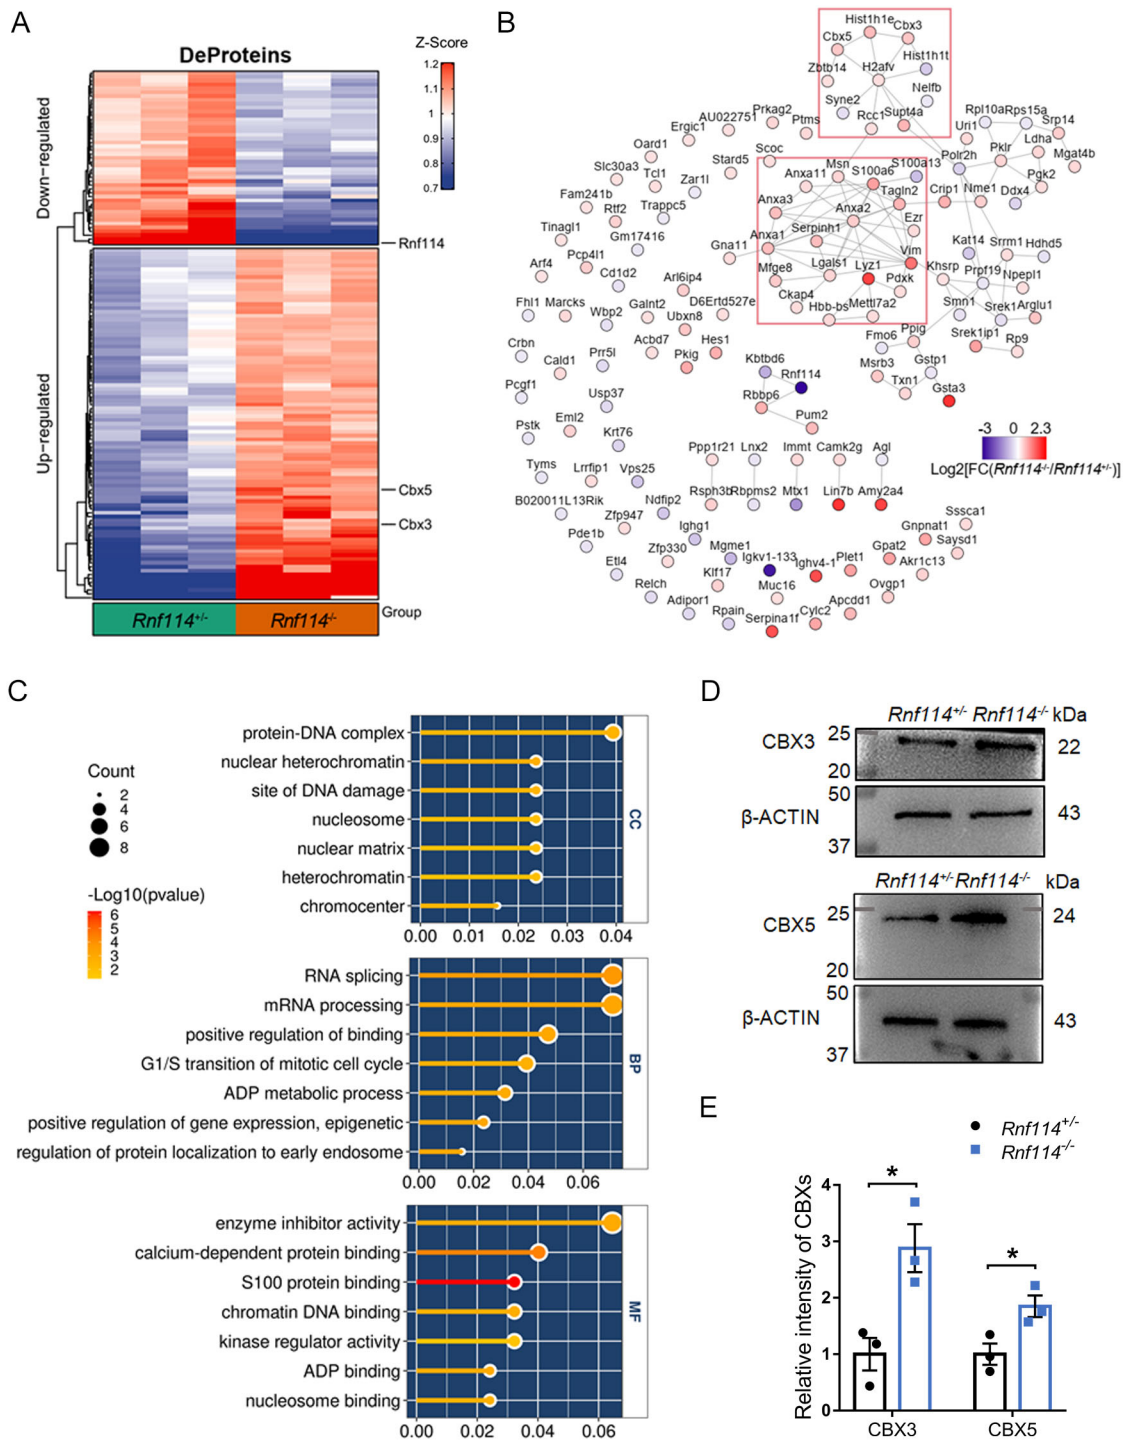 A
DeProteins
Z-Score
1.2
1.1
1
0.9
0.8
0.7
Down-regulated
Up-regulated
Rnf114
Cbx5
Cbx3
Group
Rnf114+/-
Rnf114-/-
B
Hist1h1e
Cbx3
Cbx5
Hist1h1t
Zbtb14
H2afv
Nelfb
Syne2
Rcc1
Supt4a
Prkag2
AU022751
Ptms
Ergic1
Oard1
Scoc
Stard5
Slc30a3
Tcl1
Zar1l
Fam241b
Rtf2
Trappc5
Tinagl1
Gm17416
Pcp4l1
Arf4
Cd1d2
Arl6ip4
Gna11
Rpl10a
Rps15a
Srp14
Uri1
Pklr
Ldha
Mgat4b
Polr2h
Pgk2
Crip1
Nme1
Ddx4
Msn
S100a6
S100a13
Anxa11
Tagln2
Anxa3
Anxa2
Ezr
Anxa1
Serpinh1
Vim
Mfge8
Lgals1
Lyz1
Pdxk
Ckap4
Hbb-bs
Mettl7a2
Kat14
Srrm1
Hdhd5
Khsrp
Prpf19
Npepl1
Smn1
Srek1
Arglu1
Srek1ip1
Rp9
Fhl1
Marcks
Wbp2
Galnt2
D6Ertd527e
Ubxn8
Crbn
Cald1
Prr5l
Acbd7
Pkig
Hes1
Fmo6
Ppig
Msrb3
Gstp1
Txn1
Gsta3
Kbtbd6
Rnf114
Rbbp6
Pum2
Pcgf1
Usp37
Pstk
Eml2
Krt76
Tyms
Lrrfip1
Vps25
Ppp1r21
Lnx2
Immt
Camk2g
Agl
Rsph3b
Rbpms2
Mtx1
Lin7b
Amy2a4
B020011L13Rik
Zfp947
Ndfip2
Pde1b
Ighg1
Etl4
Zfp330
Mgme1
Igkv1-133
Ighv4-1
Plet1
Gpat2
Gnpnat1
Sssca1
Saysd1
Akr1c13
Relch
Klf17
Muc16
Ovgp1
Adipor1
Rpain
Serpina1f
Cylc2
Apcdd1
-3
0
2.3
Log2[FC(Rnf114-/-/Rnf114+/-)]
C
Count
2
4
6
8
-Log10(pvalue)
6
5
4
3
2
protein-DNA complex
nuclear heterochromatin
site of DNA damage
nucleosome
nuclear matrix
heterochromatin
chromocenter
CC
0.00 0.01 0.02 0.03 0.04
RNA splicing
mRNA processing
positive regulation of binding
G1/S transition of mitotic cell cycle
ADP metabolic process
positive regulation of gene expression, epigenetic
regulation of protein localization to early endosome
BP
0.00 0.02 0.04 0.06
enzyme inhibitor activity
calcium-dependent protein binding
S100 protein binding
chromatin DNA binding
kinase regulator activity
ADP binding
nucleosome binding
MF
0.00 0.02 0.04 0.06
D
Rnf114+/- Rnf114-/- kDa
CBX3
25
20
22
β-ACTIN
50
37
43
Rnf114+/- Rnf114-/- kDa
CBX5
25
20
24
β-ACTIN
50
37
43
E
Rnf114+/-
Rnf114-/-
Relative intensity of CBXs
4
3
2
1
0
*
*
CBX3
CBX5